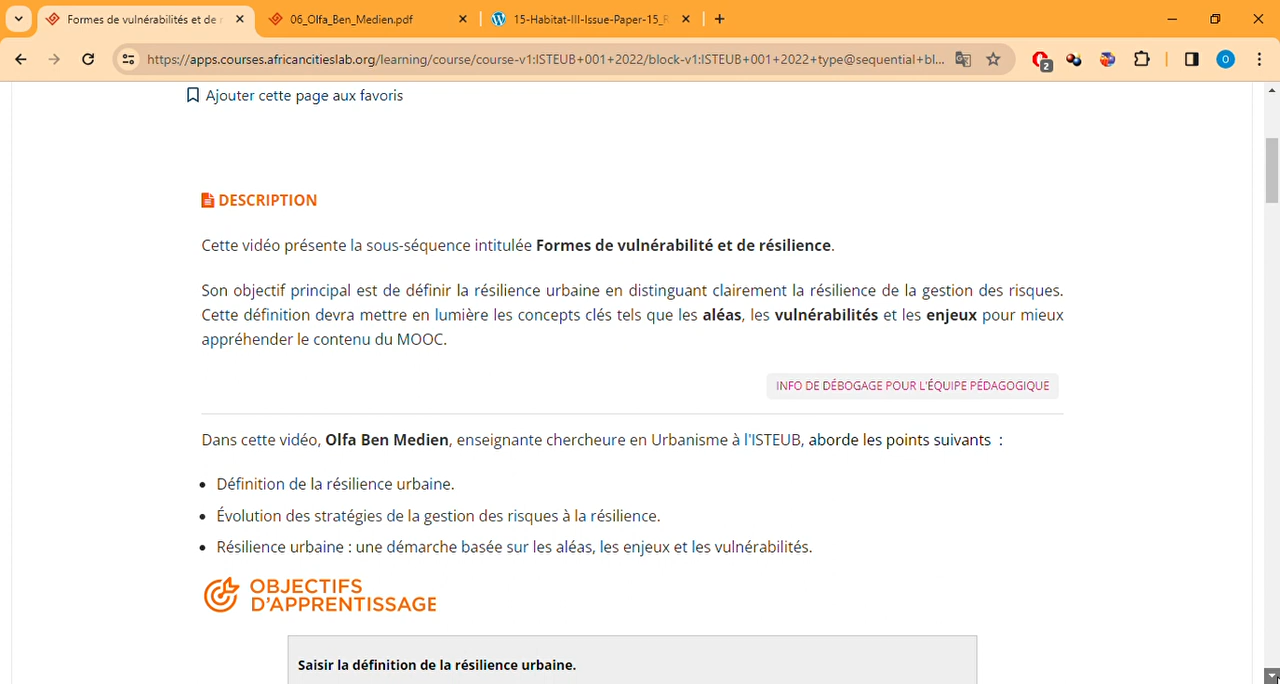 Formes de vulnérabilités et de r
06_Olfa_Ben_Medien.pdf
15-Habitat-III-Issue-Paper-15_R
https://apps.courses.africancitieslab.org/learning/course/course-v1:ISTEUB+001+2022/block-v1:ISTEUB+001+2022+type@sequential+bl...
2
O
Ajouter cette page aux favoris
DESCRIPTION
Cette vidéo présente la sous-séquence intitulée Formes de vulnérabilité et de résilience.
Son objectif principal est de définir la résilience urbaine en distinguant clairement la résilience de la gestion des risques.
Cette définition devra mettre en lumière les concepts clés tels que les aléas, les vulnérabilités et les enjeux pour mieux
appréhender le contenu du MOOC.
INFO DE DÉBOGAGE POUR L'ÉQUIPE PÉDAGOGIQUE
Dans cette vidéo, Olfa Ben Medien, enseignante chercheure en Urbanisme à l'ISTEUB, aborde les points suivants :
• Définition de la résilience urbaine.
• Évolution des stratégies de la gestion des risques à la résilience.
• Résilience urbaine : une démarche basée sur les aléas, les enjeux et les vulnérabilités.
OBJECTIFS
D'APPRENTISSAGE
Saisir la définition de la résilience urbaine.